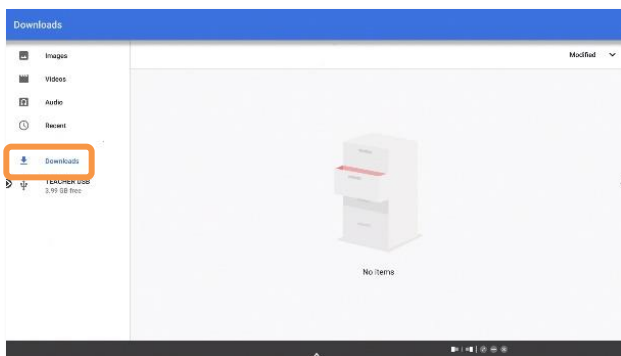 Downloads
Modified
Images
Videos
Audio
Recent
Downloads
TEACHER USB
3.99 GB free
No items